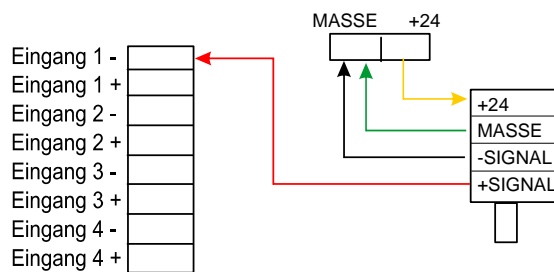 MASSE +24
Eingang 1 -
Eingang 1 +
Eingang 2 -
Eingang 2 +
Eingang 3 -
Eingang 3 +
Eingang 4 -
Eingang 4 +
+24
MASSE
-SIGNAL
+SIGNAL